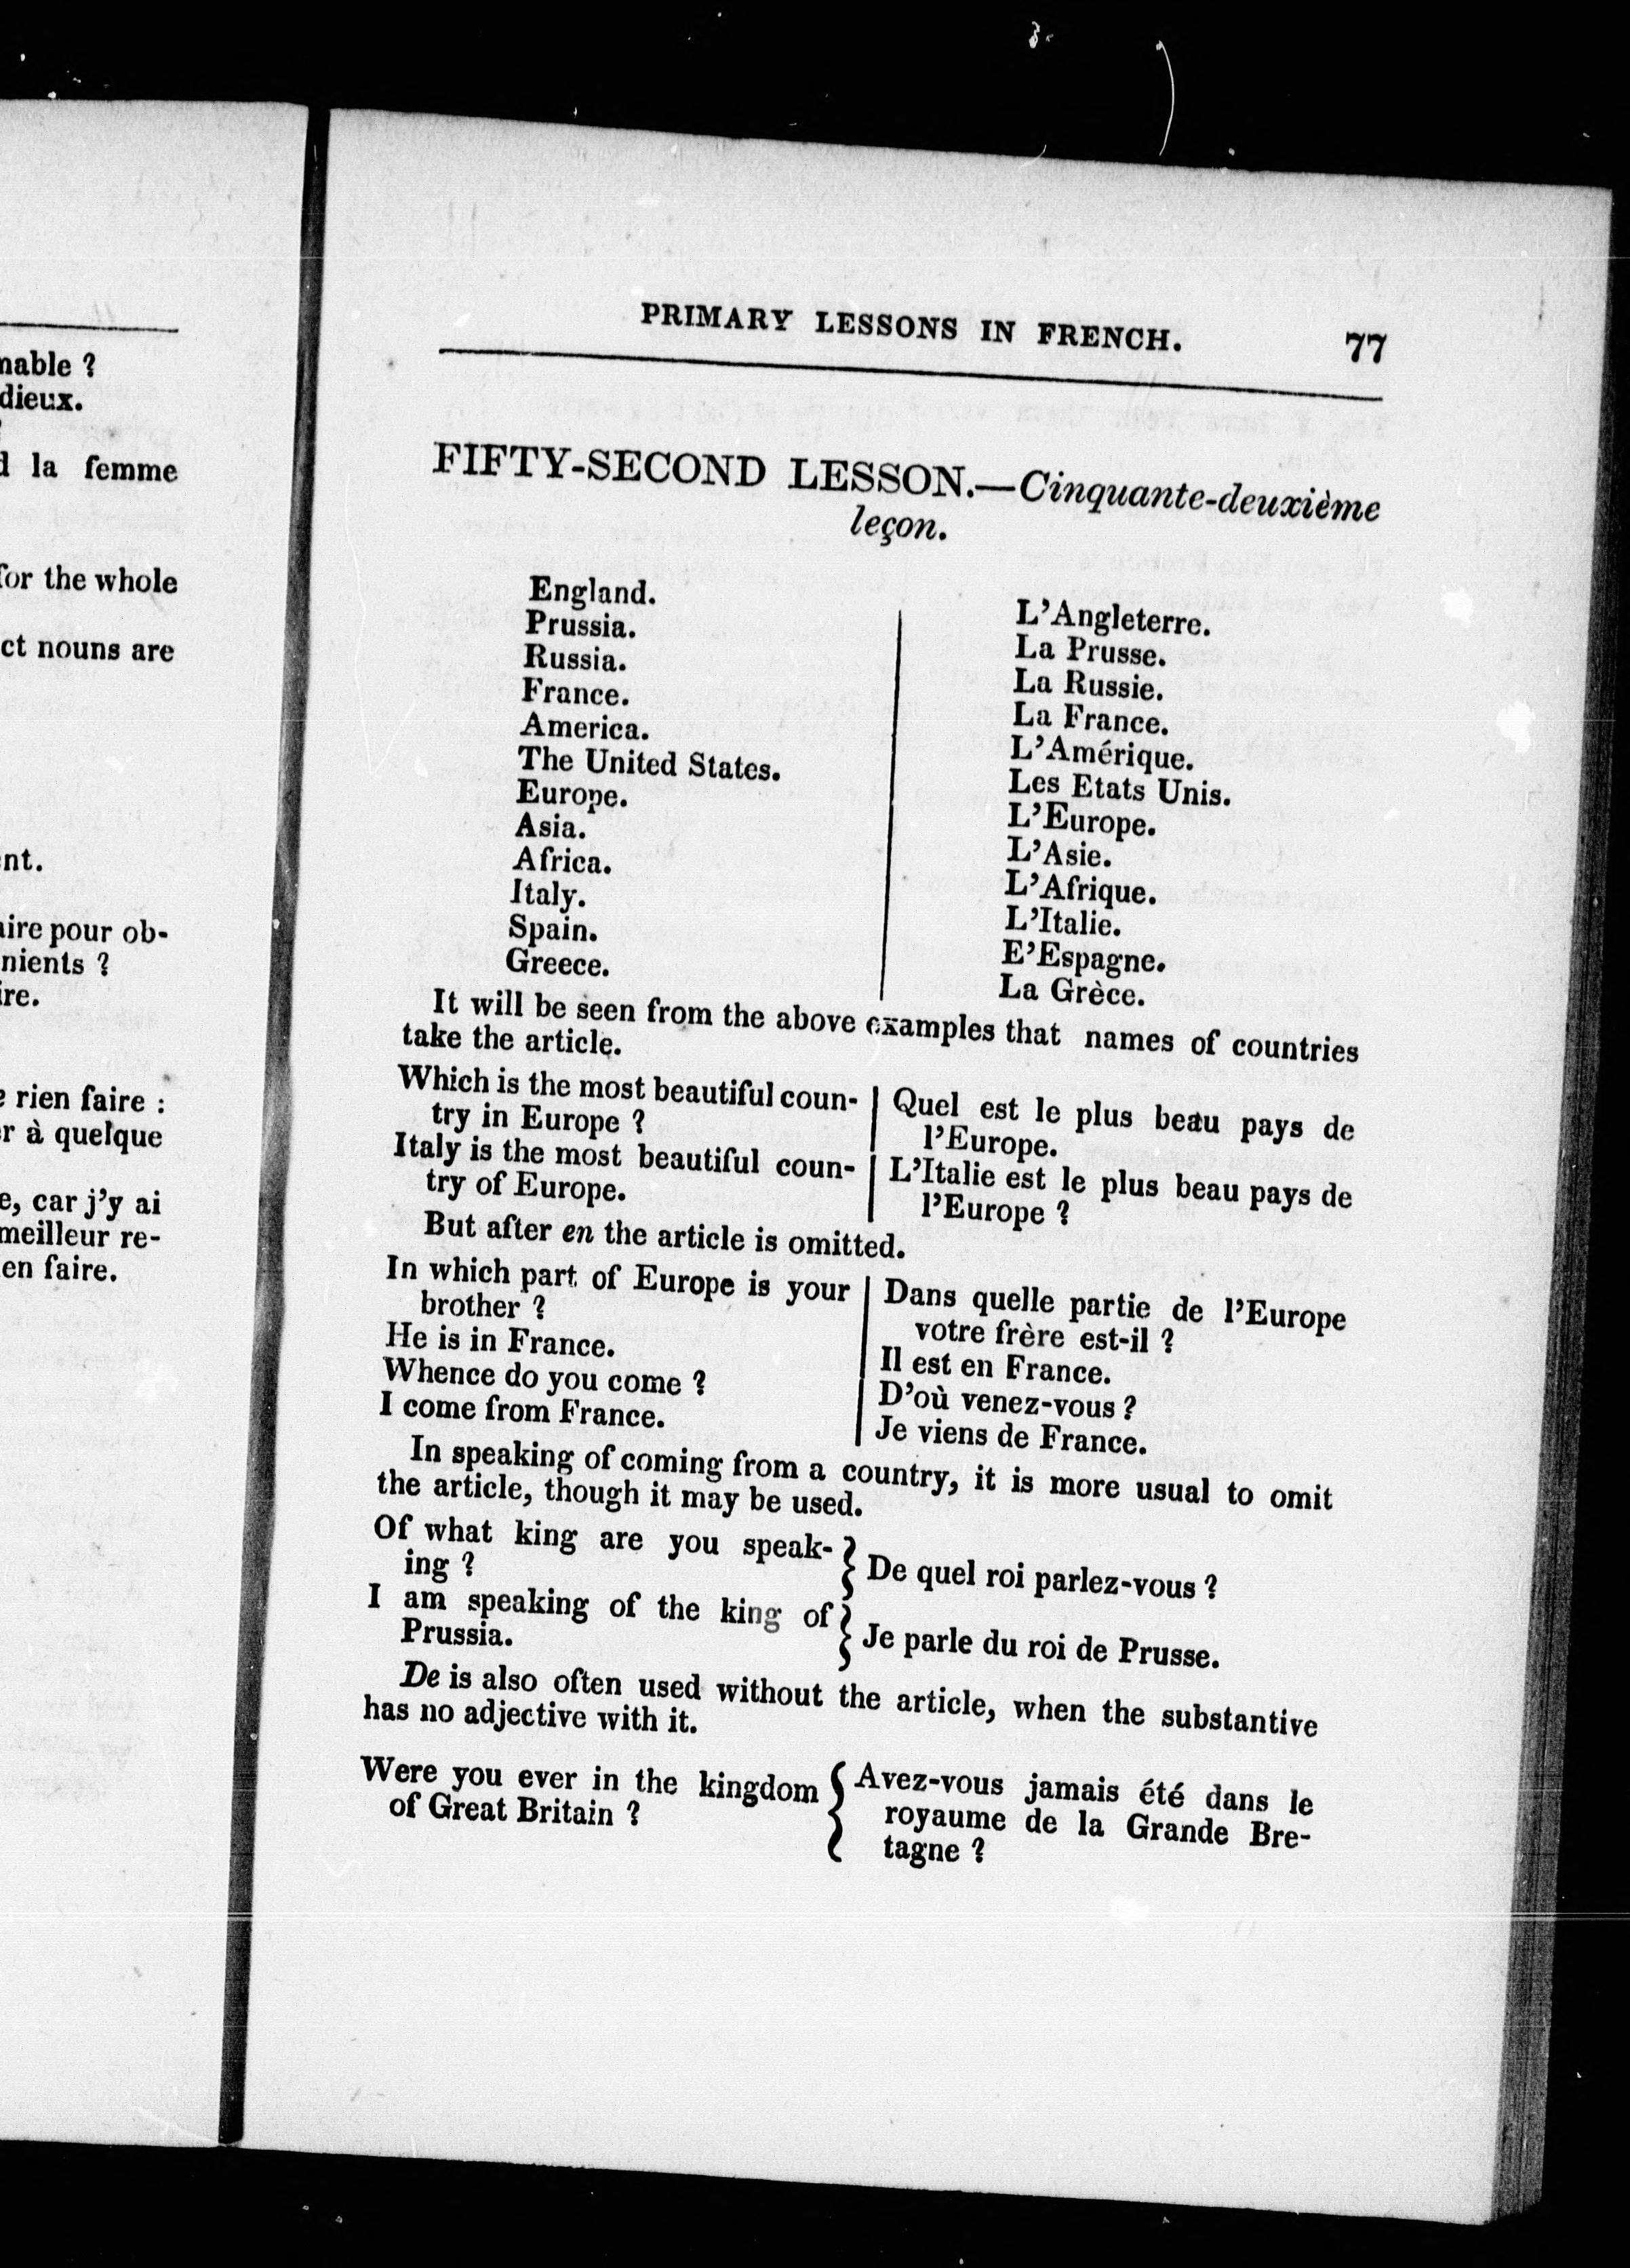 nable ?
dieux.
la femme
for the whole
ct nouns are
nt.
aire pour ob-
nients ?
ire.
rien faire :
r à quelque
e, car j'y ai
meilleur re-
en faire.
PRIMARY LESSONS IN FRENCH. 77
FIFTY-SECOND LESSON.—Cinquante-deuxième
leçon.
England. L'Angleterre.
Prussia. La Prusse.
Russia. La Russie.
France. La France.
America. L'Amérique.
The United States. Les Etats Unis.
Europe. L'Europe.
Asia. L'Asie.
Africa. L'Afrique.
Italy. L'Italie.
Spain. E'Espagne.
Greece. La Grèce.
It will be seen from the above examples that names of countries
take the article.
Which is the most beautiful coun- Quel est le plus beau pays de
try in Europe ? l'Europe.
Italy is the most beautiful coun- L'Italie est le plus beau pays de
try of Europe. l'Europe ?
But after en the article is omitted.
In which part of Europe is your Dans quelle partie de l'Europe
brother ? votre frère est-il ?
He is in France. Il est en France.
Whence do you come ? D'où venez-vous ?
I come from France. Je viens de France.
In speaking of coming from a country, it is more usual to omit
the article, though it may be used.
Of what king are you speak-
ing ? De quel roi parlez-vous ?
I am speaking of the king of
Prussia. Je parle du roi de Prusse.
De is also often used without the article, when the substantive
has no adjective with it.
Were you ever in the kingdom Avez-vous jamais été dans le
of Great Britain ? royaume de la Grande Bre-
tagne ?